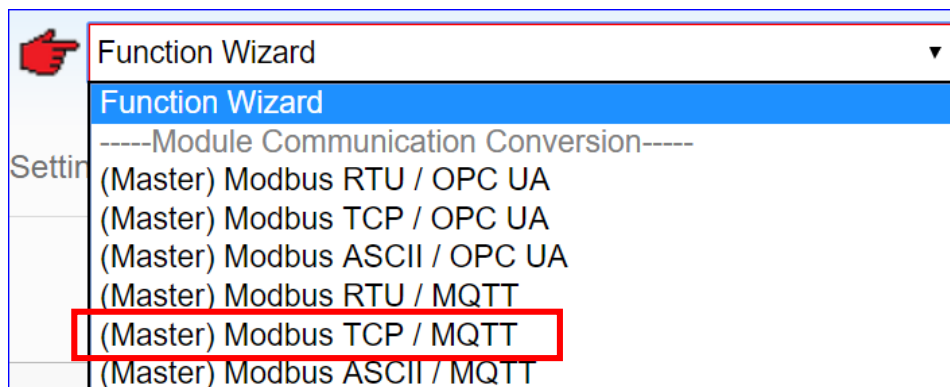 Function Wizard
Function Wizard
-----Module Communication Conversion-----
Settin
(Master) Modbus RTU / OPC UA
(Master) Modbus TCP / OPC UA
(Master) Modbus ASCII / OPC UA
(Master) Modbus RTU / MQTT
(Master) Modbus TCP / MQTT
(Master) Modbus ASCII / MQTT